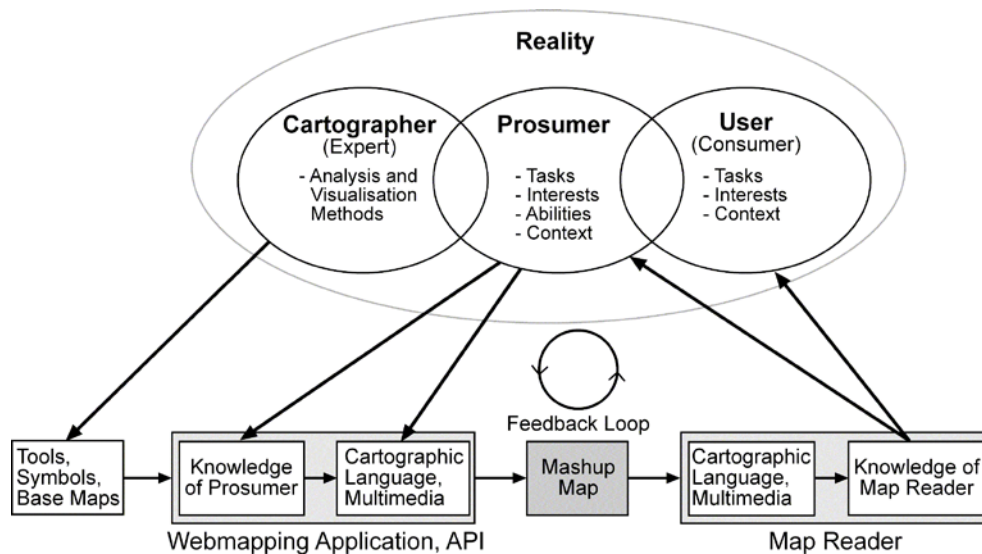 Reality
Cartographer
(Expert)
- Analysis and
Visualisation
Methods
Prosumer
- Tasks
- Interests
- Abilities
- Context
User
(Consumer)
- Tasks
- Interests
- Context
Feedback Loop
Tools,
Symbols,
Base Maps
Knowledge
of Prosumer
Cartographic
Language,
Multimedia
Mashup
Map
Cartographic
Language,
Multimedia
Knowledge of
Map Reader
Webmapping Application, API
Map Reader